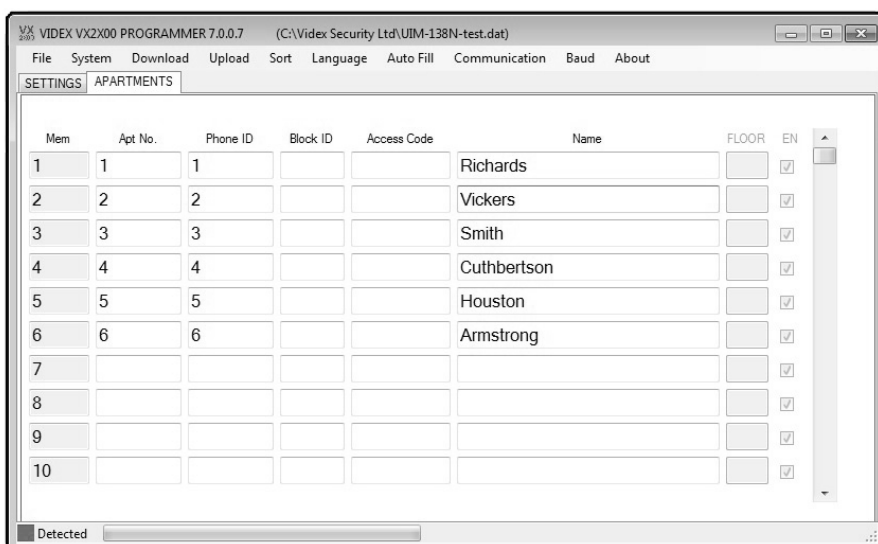 VX 2X00 VIDEX VX2X00 PROGRAMMER 7.0.0.7 (C:\Videx Security Ltd\UIM-138N-test.dat)
File System Download Upload Sort Language Auto Fill Communication Baud About
SETTINGS APARTMENTS
Mem Apt No. Phone ID Block ID Access Code Name FLOOR EN
1 1 1 Richards
2 2 2 Vickers
3 3 3 Smith
4 4 4 Cuthbertson
5 5 5 Houston
6 6 6 Armstrong
7
8
9
10
Detected